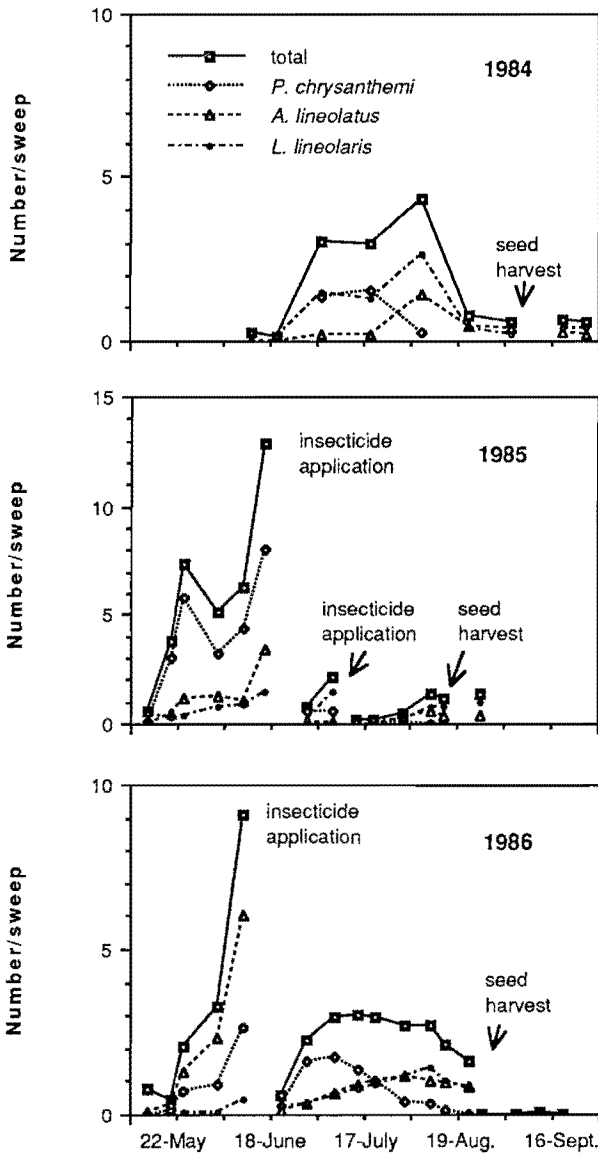 10
5
0
Number/sweep
total
P. chrysanthemi
A. lineolatus
L. lineolaris
1984
seed
harvest
15
10
5
0
Number/sweep
insecticide
application
1985
insecticide
application
seed
harvest
10
5
0
Number/sweep
insecticide
application
1986
seed
harvest
22-May 18-June 17-July 19-Aug. 16-Sept.